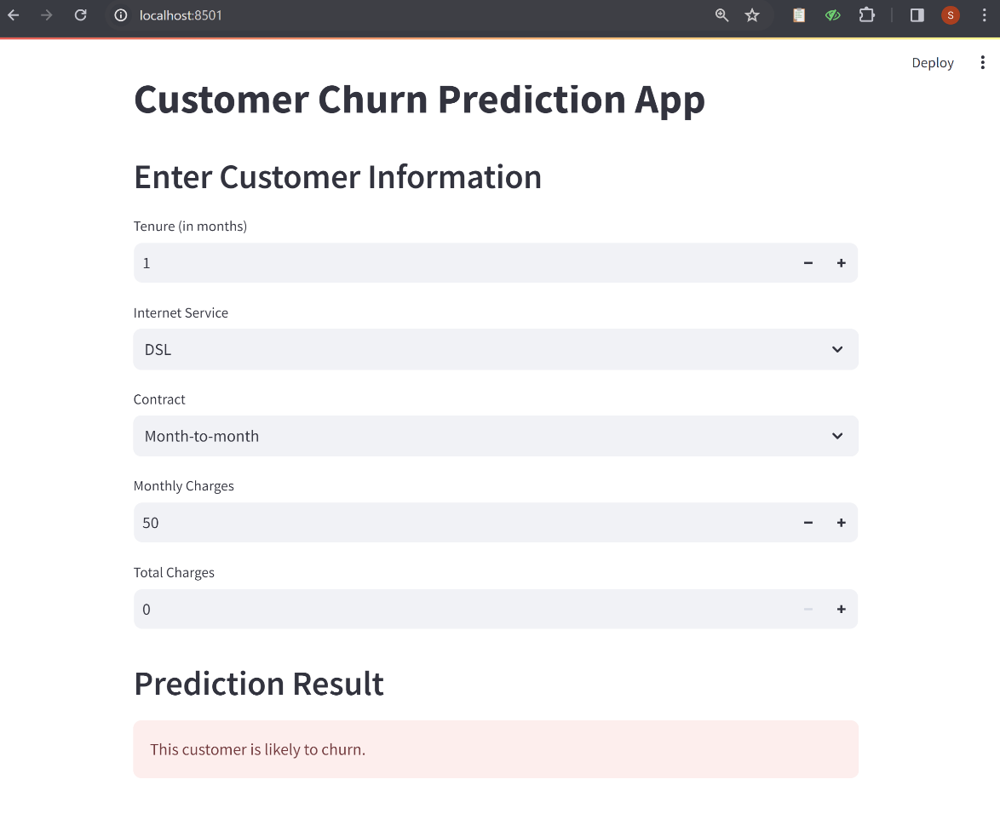 localhost:8501
S
Deploy
Customer Churn Prediction App
Enter Customer Information
Tenure (in months)
1
Internet Service
DSL
Contract
Month-to-month
Monthly Charges
50
Total Charges
0
Prediction Result
This customer is likely to churn.